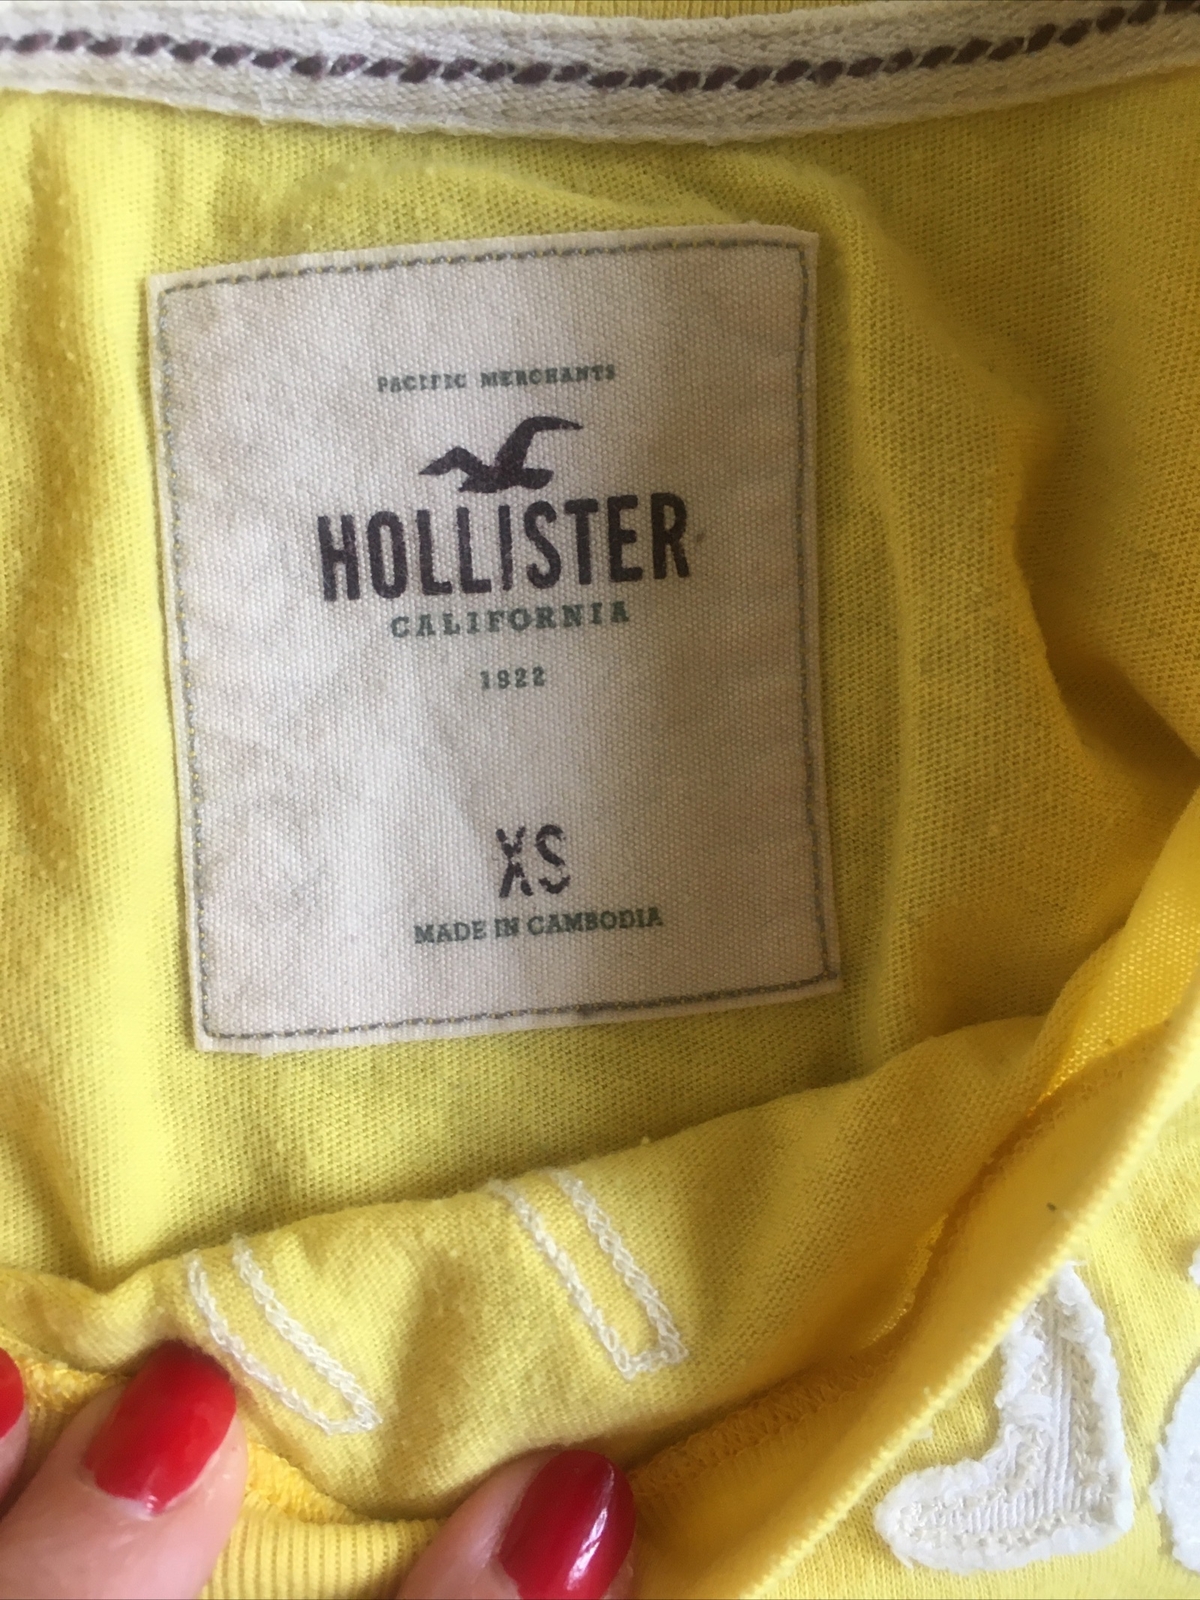 PACIFIC MERCHANTS
HOLLISTER
CALIFORNIA
1922
XS
MADE IN CAMBODIA